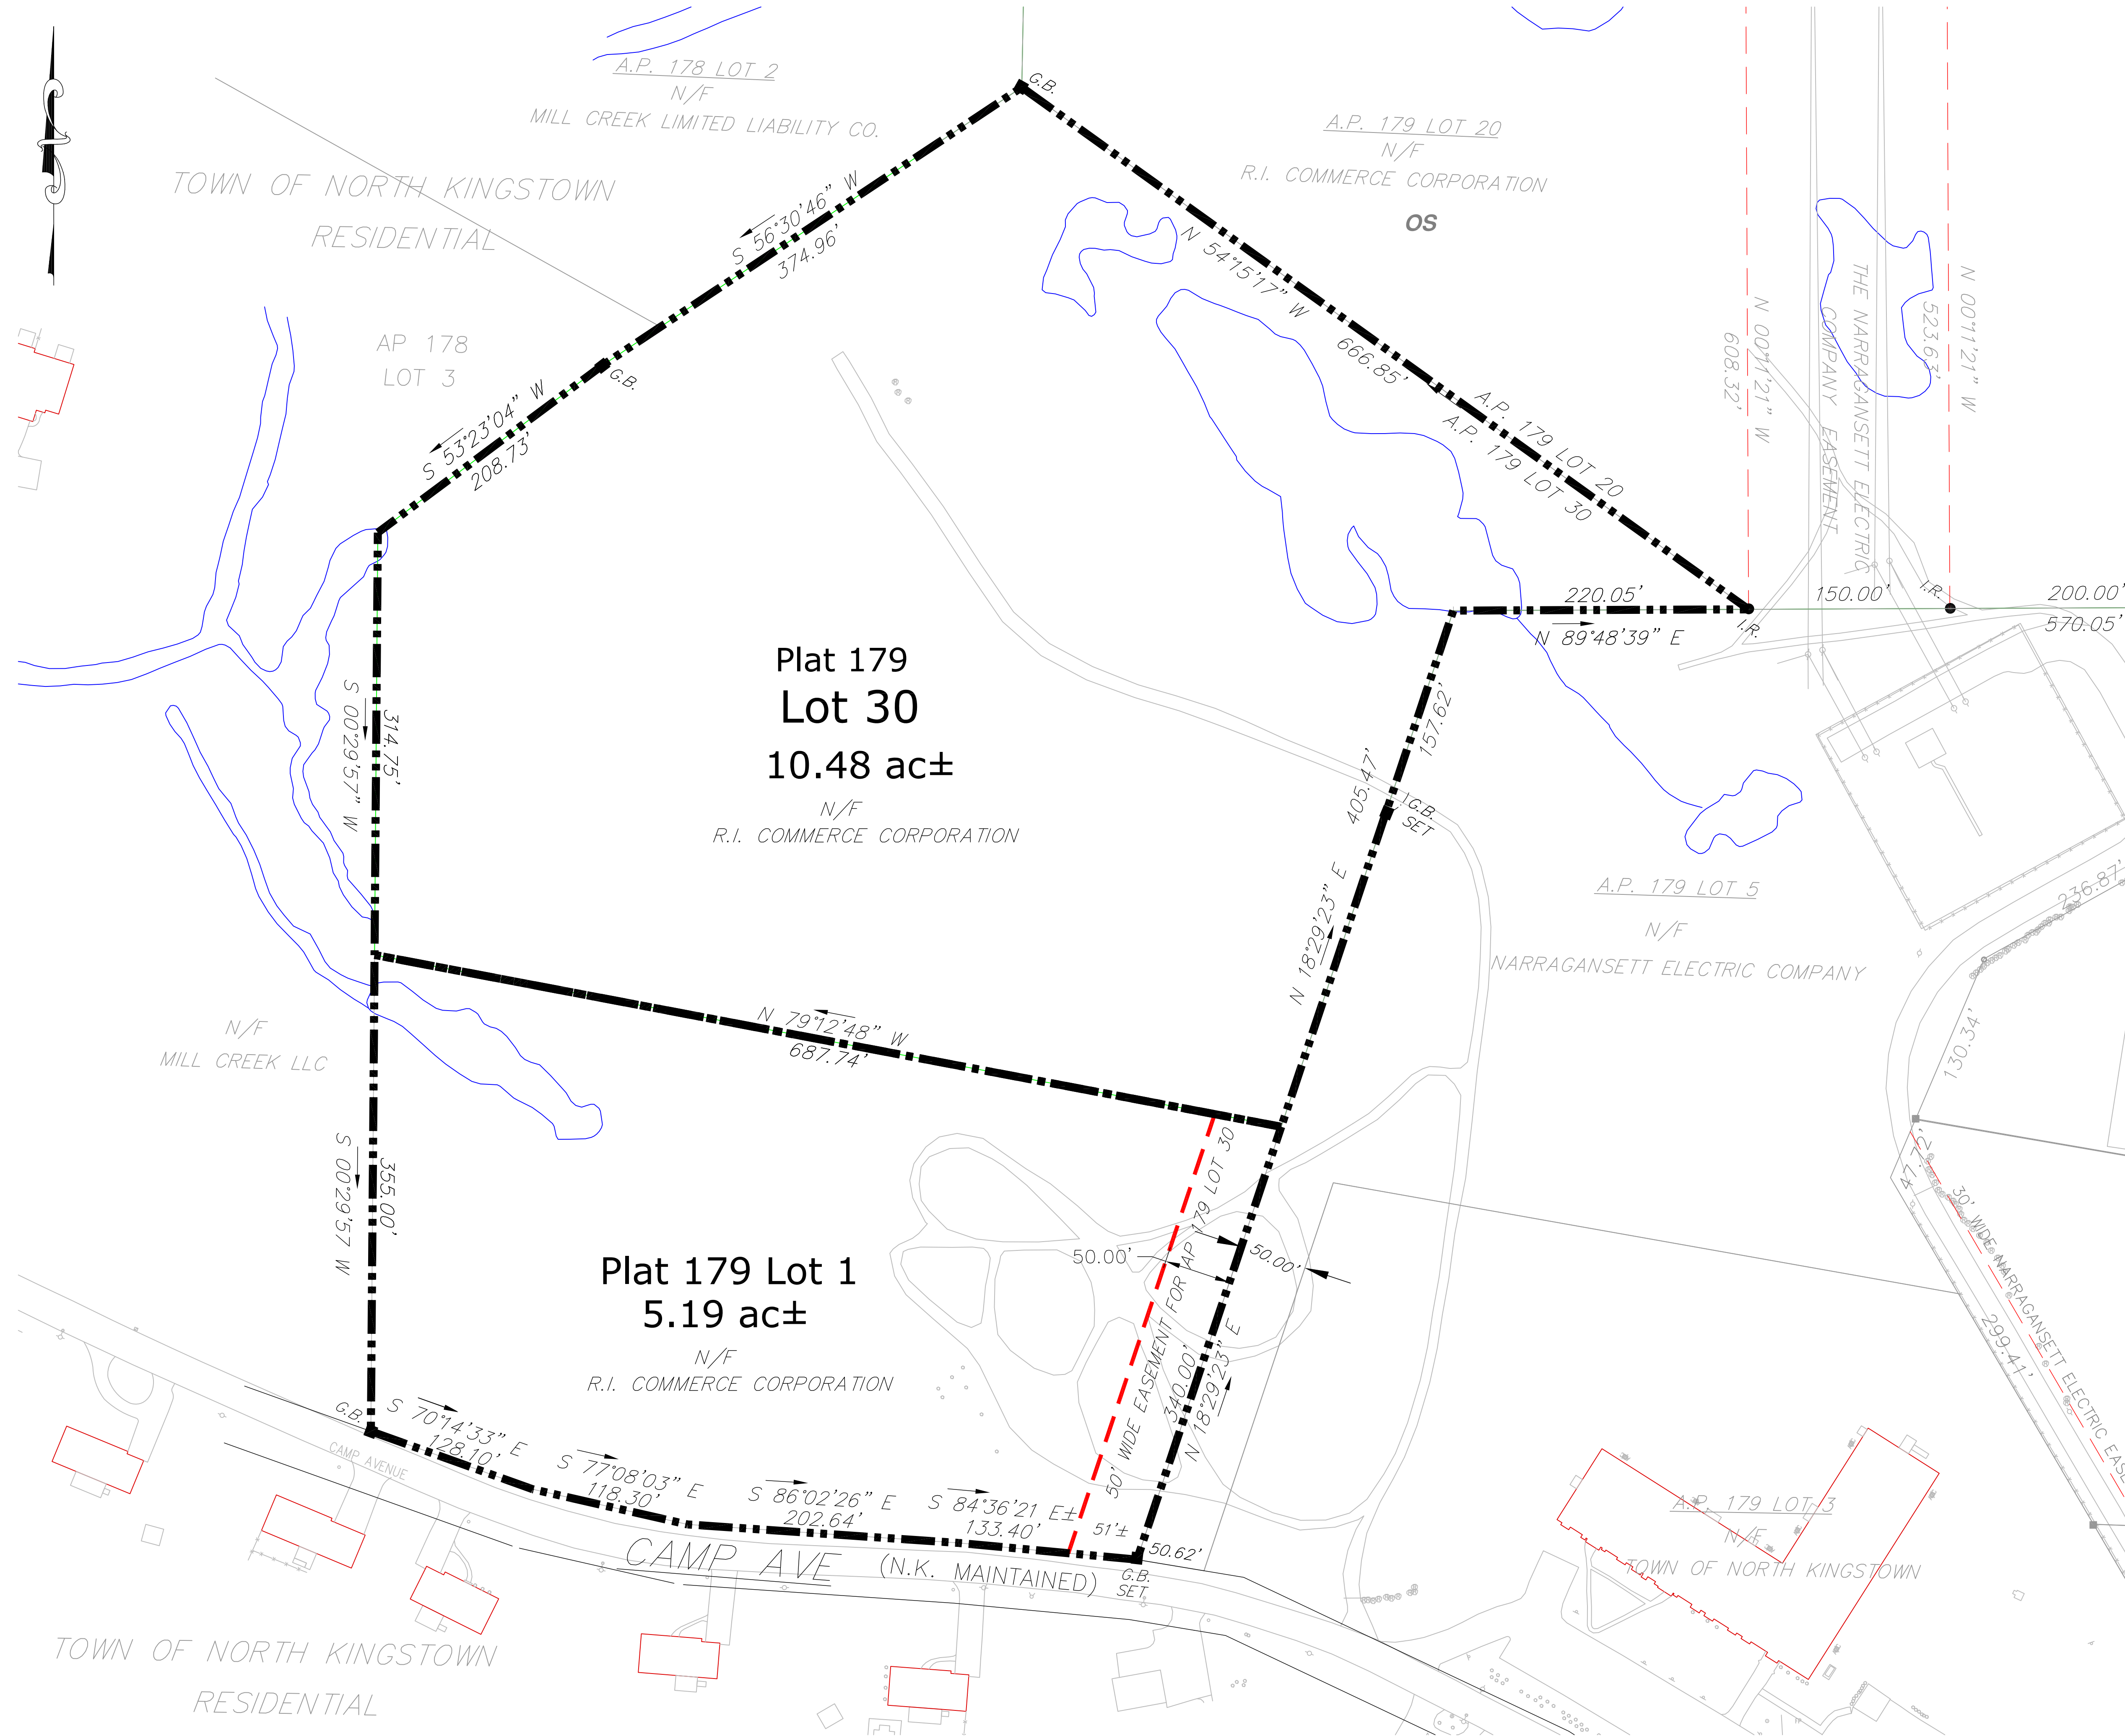 A.P. 178 LOT 2
N/F
MILL CREEK LIMITED LIABILITY CO.
TOWN OF NORTH KINGSTOWN
RESIDENTIAL
G.B.
A.P. 179 LOT 20
N/F
R.I. COMMERCE CORPORATION
OS
S 56°30'46" W
374.96'
N 54°15'17" W
666.85'
A.P. 179 LOT 20
A.P. 179 LOT 30
N 00°11'21" W
608.32'
THE NARRAGANSETT ELECTRIC
COMPANY EASEMENT
523.63'
N 00°11'21" W
AP 178
LOT 3
G.B.
S 53°23'04" W
208.73'
220.05'
N 89°48'39" E
I.R.
150.00'
I.R.
200.00'
570.05'
S 00°29'57" W
314.75'
Plat 179
Lot 30
10.48 ac±
N/F
R.I. COMMERCE CORPORATION
157.62'
405.47'
G.B.
SET
N 18°29'23" E
A.P. 179 LOT 5
N/F
NARRAGANSETT ELECTRIC COMPANY
236.87'
130.34'
47.72'
30' WIDE NARRAGANSETT ELECTRIC EASE
299.41'
N/F
MILL CREEK LLC
N 79°12'48" W
687.74'
S 00°29'57 W
355.00'
Plat 179 Lot 1
5.19 ac±
N/F
R.I. COMMERCE CORPORATION
50' WIDE EASEMENT FOR AP 179 LOT 30
50.00'
50.00'
340.00'
N 18°29'23" E
G.B.
S 70°14'33" E
128.10'
CAMP AVENUE
S 77°08'03" E
118.30'
S 86°02'26" E
202.64'
S 84°36'21 E±
133.40'
51'±
50.62'
G.B.
SET
CAMP AVE (N.K. MAINTAINED)
A.P. 179 LOT 3
N/F
TOWN OF NORTH KINGSTOWN
TOWN OF NORTH KINGSTOWN
RESIDENTIAL